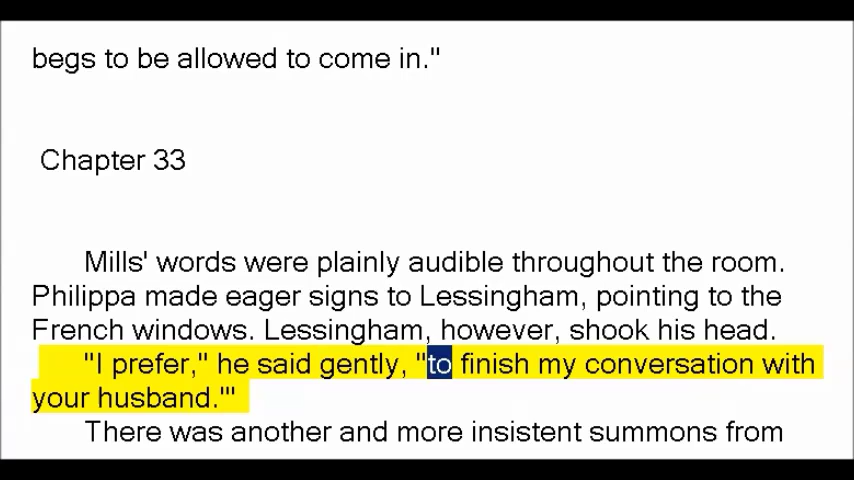 begs to be allowed to come in."
Chapter 33
Mills' words were plainly audible throughout the room.
Philippa made eager signs to Lessingham, pointing to the
French windows. Lessingham, however, shook his head.
"I prefer," he said gently, "to finish my conversation with
your husband.'"
There was another and more insistent summons from